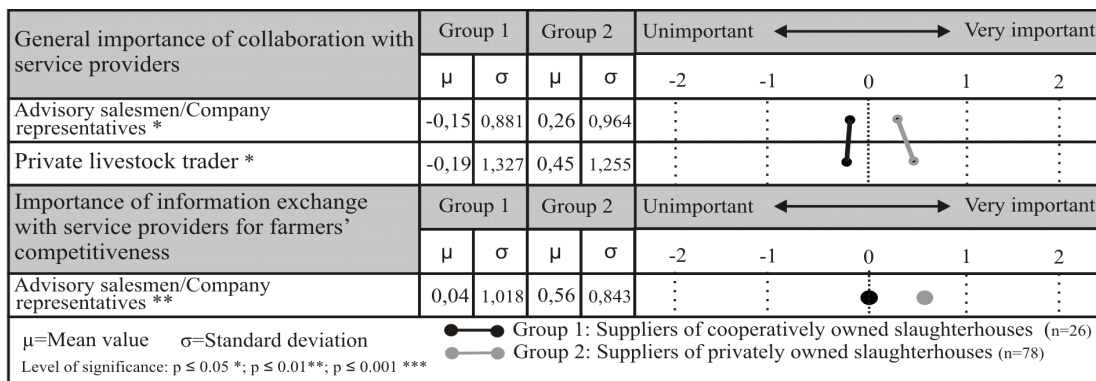 General importance of collaboration with
service providers
Group 1 Group 2 Unimportant Very important
μ σ μ σ -2 -1 0 1 2
Advisory salesmen/Company
representatives * -0,15 0,881 0,26 0,964
Private livestock trader * -0,19 1,327 0,45 1,255
Importance of information exchange
with service providers for farmers’
competitiveness
Group 1 Group 2 Unimportant Very important
μ σ μ σ -2 -1 0 1 2
Advisory salesmen/Company
representatives ** 0,04 1,018 0,56 0,843
μ=Mean value σ=Standard deviation
Level of significance: p ≤ 0.05 *; p ≤ 0.01**; p ≤ 0.001 ***
Group 1: Suppliers of cooperatively owned slaughterhouses (n=26)
Group 2: Suppliers of privately owned slaughterhouses (n=78)